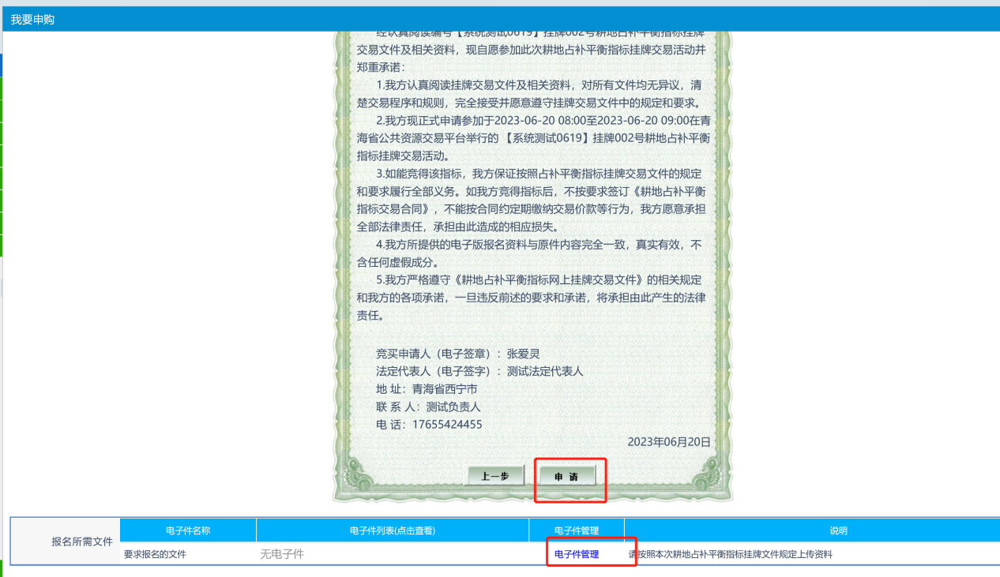 我要申购
经认真阅读编号【系统测试0619】挂牌002号耕地占补平衡指标挂牌
交易文件及相关资料，现自愿参加此次耕地占补平衡指标挂牌交易活动并
郑重承诺：
1.我方认真阅读挂牌交易文件及相关资料，对所有文件均无异议，清
楚交易程序和规则，完全接受并愿意遵守挂牌交易文件中的规定和要求。
2.我方现正式申请参加于2023-06-20 08:00至2023-06-20 09:00在青
海省公共资源交易平台举行的 【系统测试0619】挂牌002号耕地占补平衡
指标挂牌交易活动。
3.如能竞得该指标，我方保证按照占补平衡指标挂牌交易文件的规定
和要求履行全部义务。如我方竞得指标后，不按要求签订《耕地占补平衡
指标交易合同》，不能按合同约定期缴纳交易价款等行为，我方愿意承担
全部法律责任，承担由此造成的相应损失。
4.我方所提供的电子版报名资料与原件内容完全一致，真实有效，不
含任何虚假成分。
5.我方严格遵守《耕地占补平衡指标网上挂牌交易文件》的相关规定
和我方的各项承诺，一旦违反前述的要求和承诺，将承担由此产生的法律
责任。
竞买申请人（电子签章）：张爱灵
法定代表人（电子签字）：测试法定代表人
地 址：青海省西宁市
联 系 人：测试负责人
电 话：17655424455
2023年06月20日
上一步 申 请
报名所需文件
电子件名称 电子件列表(点击查看) 电子件管理 说明
要求报名的文件 无电子件 电子件管理 请按照本次耕地占补平衡指标挂牌文件规定上传资料